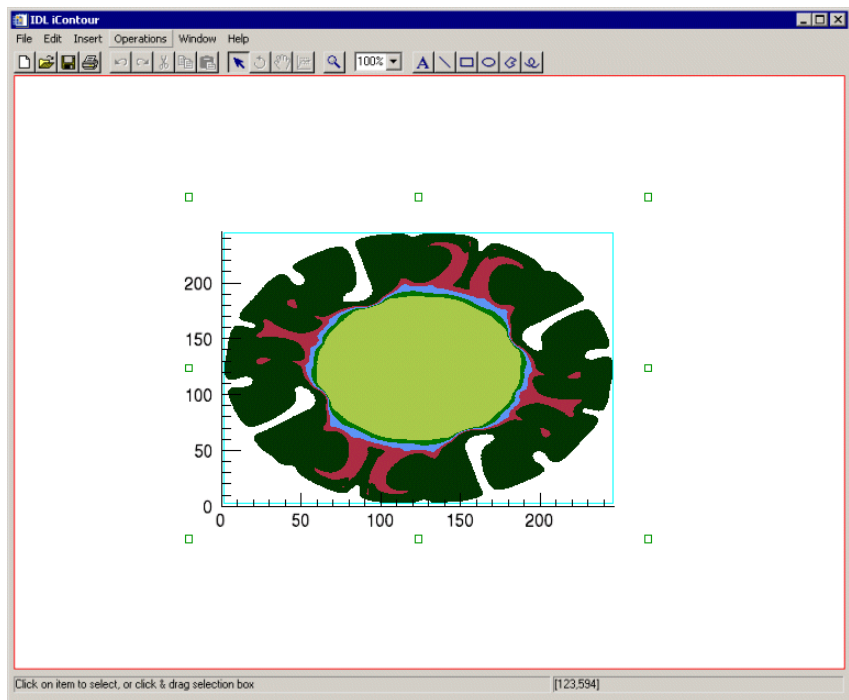 IDL iContour
File Edit Insert Operations Window Help
100% A
200
150
100
50
0
0 50 100 150 200
Click on item to select, or click & drag selection box [123,594]